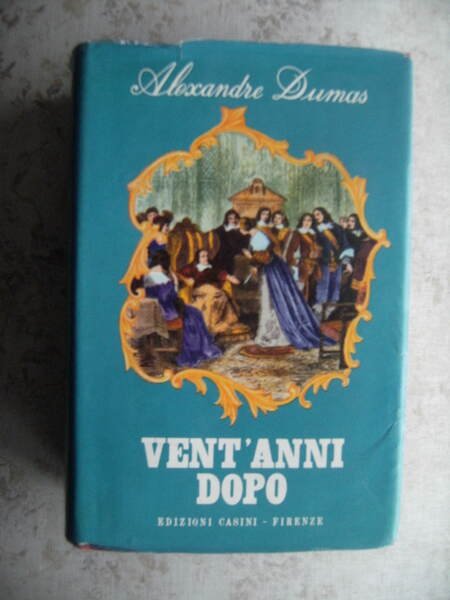 Alexandre Dumas
VENT'ANNI
DOPO
EDIZIONI CASINI - FIRENZE